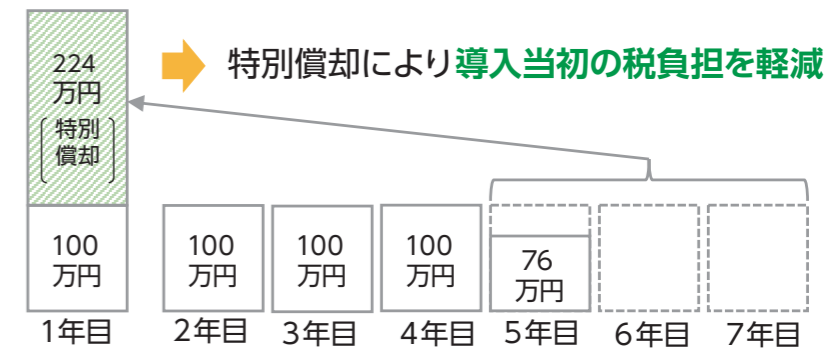 224
万円
特別
償却
特別償却により導入当初の税負担を軽減
100
万円
100
万円
100
万円
100
万円
76
万円
1年目
2年目
3年目
4年目
5年目
6年目
7年目